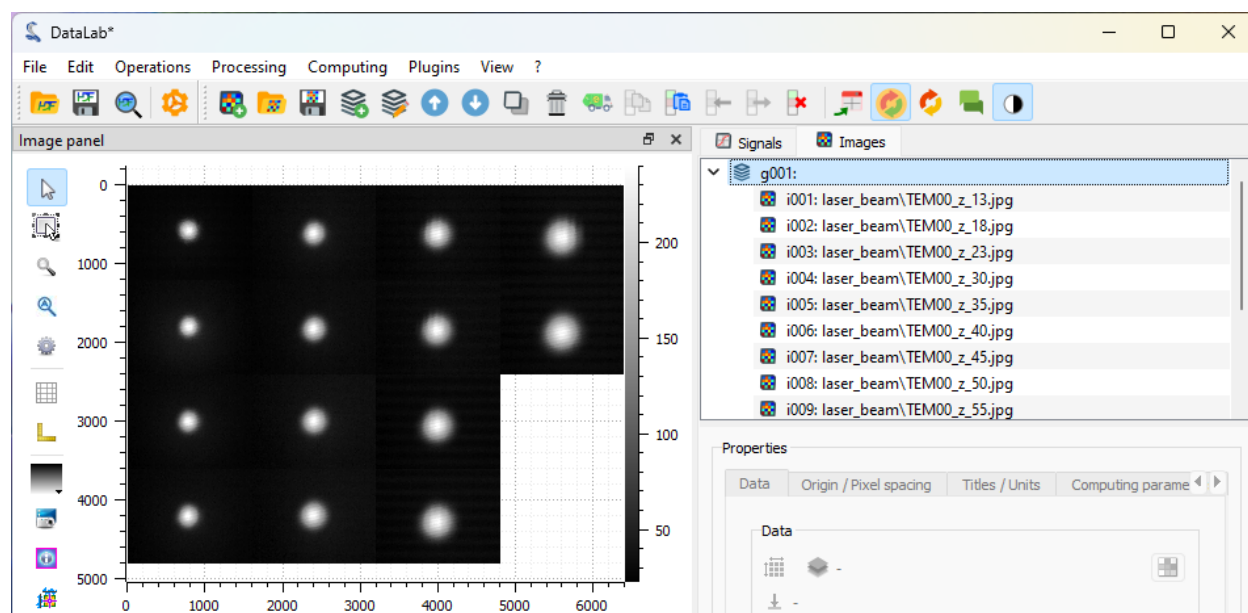 DataLab*
File Edit Operations Processing Computing Plugins View ?
Image panel
Signals Images
g001:
i001: laser_beam\TEM00_z_13.jpg
i002: laser_beam\TEM00_z_18.jpg
i003: laser_beam\TEM00_z_23.jpg
i004: laser_beam\TEM00_z_30.jpg
i005: laser_beam\TEM00_z_35.jpg
i006: laser_beam\TEM00_z_40.jpg
i007: laser_beam\TEM00_z_45.jpg
i008: laser_beam\TEM00_z_50.jpg
i009: laser_beam\TEM00_z_55.jpg
0
1000
2000
3000
4000
5000
0 1000 2000 3000 4000 5000 6000
200
150
100
50
Properties
Data Origin / Pixel spacing Titles / Units Computing parame
Data
-
-